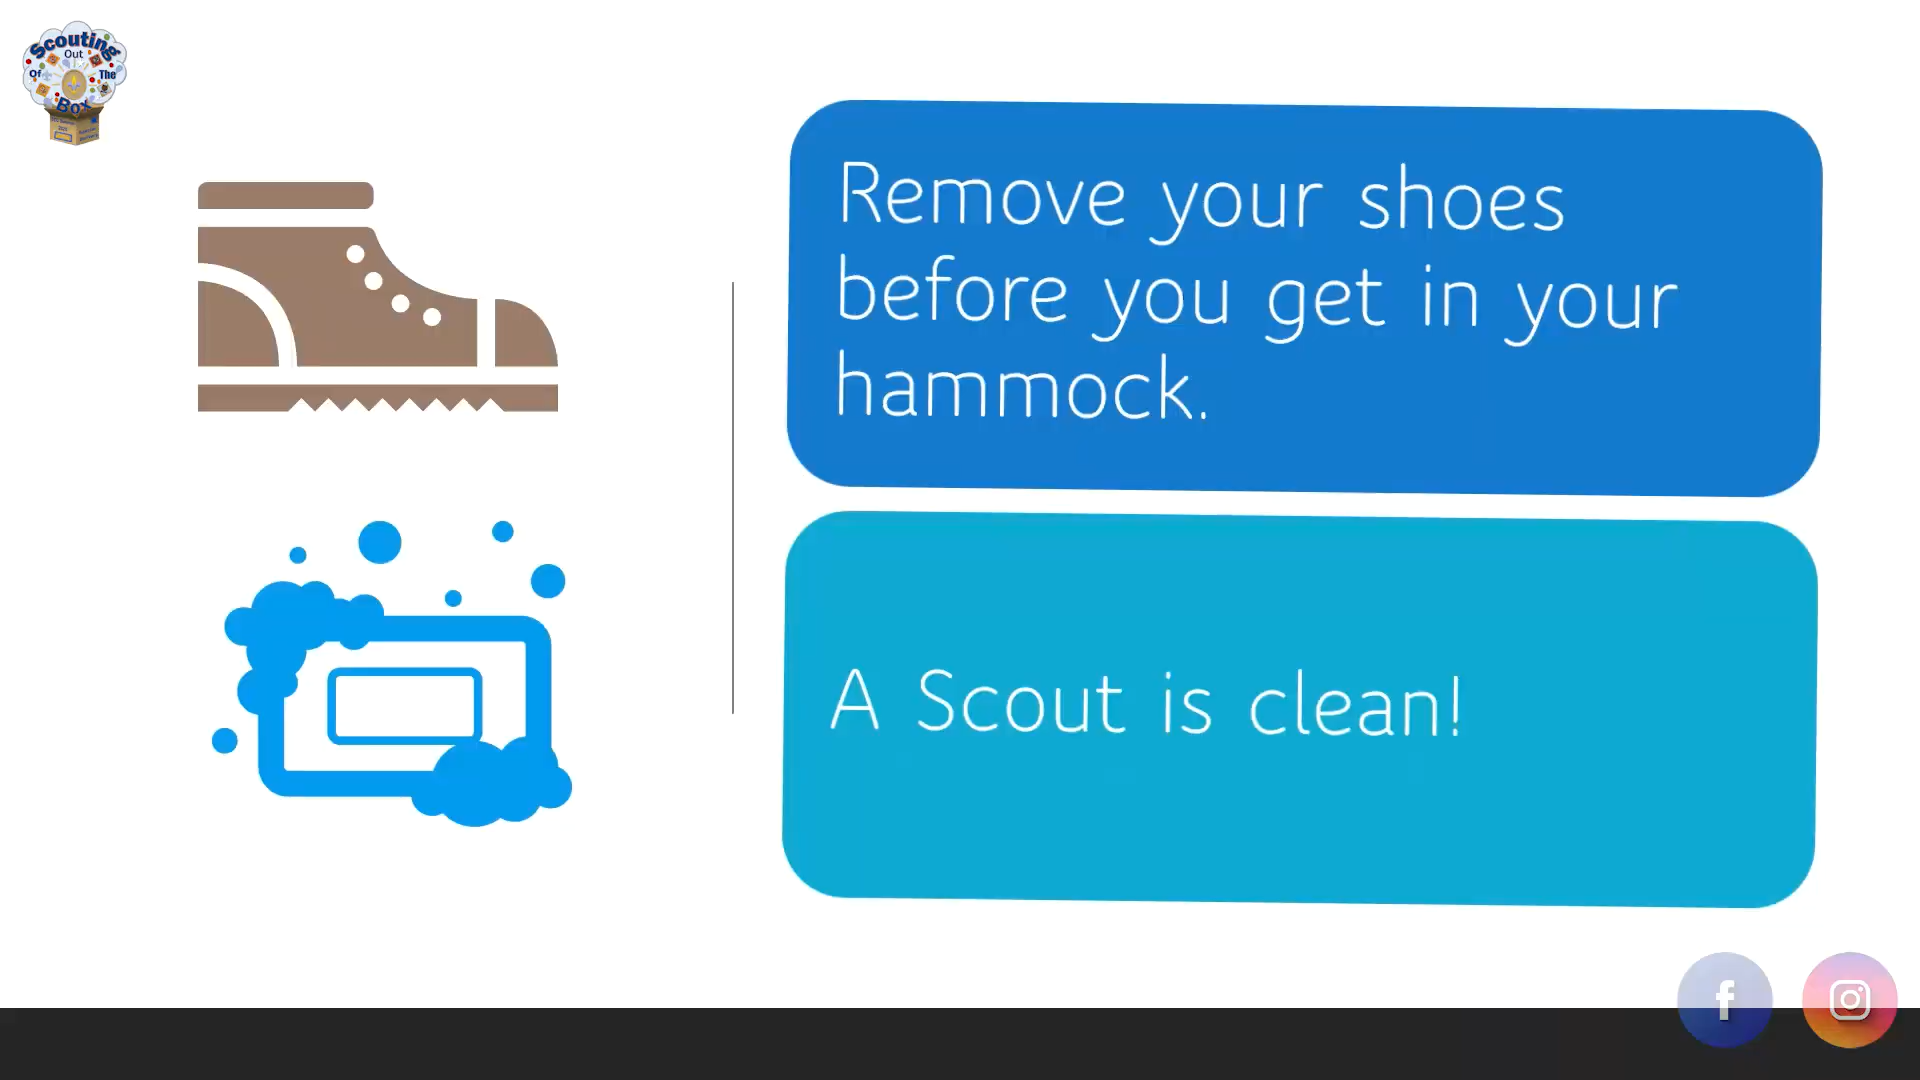 Scouting
Out
Of The
Box
Remove your shoes
before you get in your
hammock.
A Scout is clean!